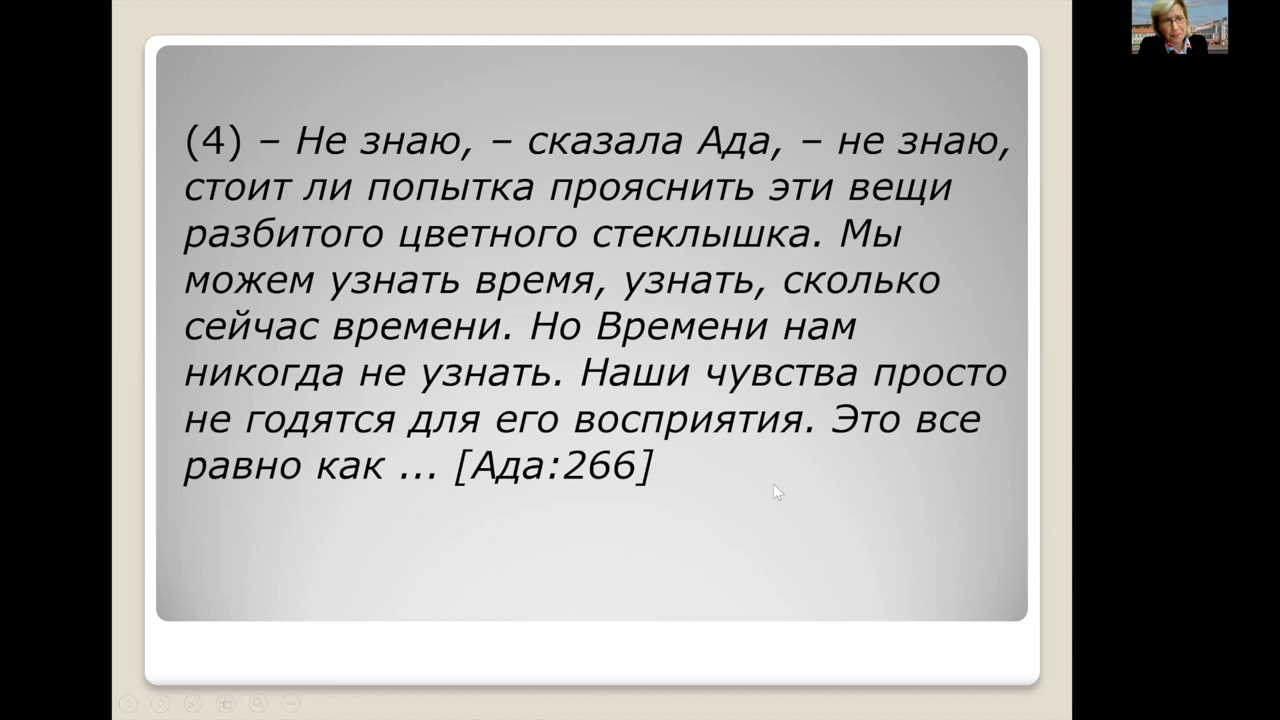 (4) – Не знаю, – сказала Ада, – не знаю,
стоит ли попытка прояснить эти вещи
разбитого цветного стеклышка. Мы
можем узнать время, узнать, сколько
сейчас времени. Но Времени нам
никогда не узнать. Наши чувства просто
не годятся для его восприятия. Это все
равно как ... [Ада:266]